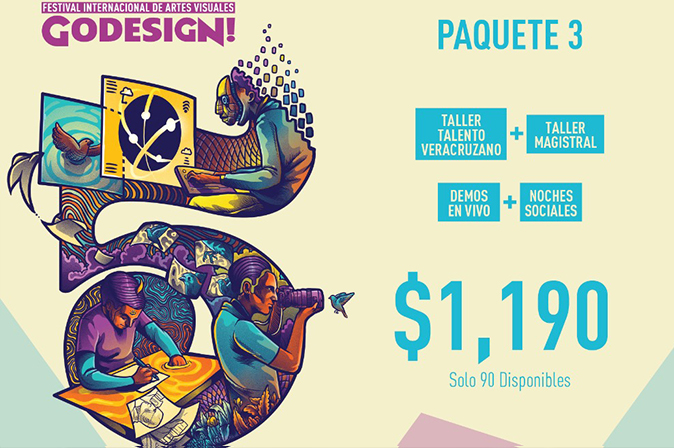 FESTIVAL INTERNACIONAL DE ARTES VISUALES
GODESIGN!
PAQUETE 3
TALLER
TALENTO
VERACRUZANO
+
TALLER
MAGISTRAL
DEMOS
EN VIVO
+
NOCHES
SOCIALES
$1,190
Solo 90 Disponibles